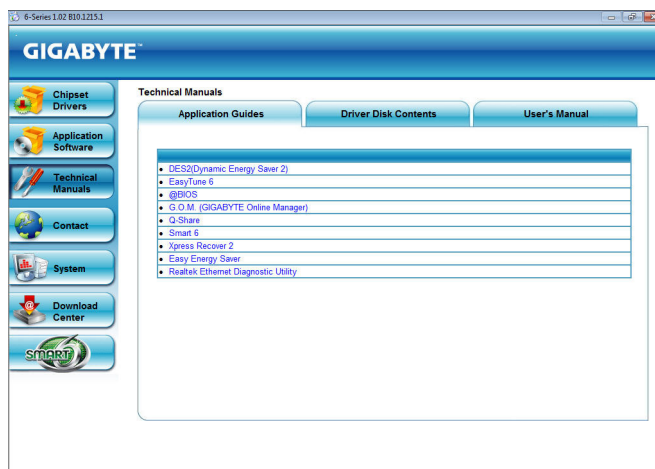 6-Series 1.02 B10.1215.1
GIGABYTE™
Chipset
Drivers
Application
Software
Technical
Manuals
Contact
System
Download
Center
SMART6
Technical Manuals
Application Guides
Driver Disk Contents
User's Manual
DES2(Dynamic Energy Saver 2)
EasyTune 6
@BIOS
G.O.M. (GIGABYTE Online Manager)
Q-Share
Smart 6
Xpress Recover 2
Easy Energy Saver
Realtek Ethernet Diagnostic Utility